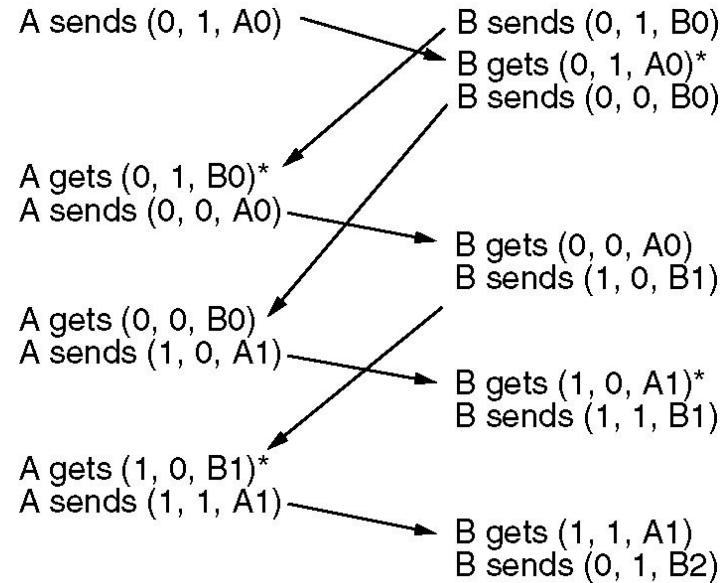 A sends (0, 1, A0)
B sends (0, 1, B0)
B gets (0, 1, A0)*
B sends (0, 0, B0)
A gets (0, 1, B0)*
A sends (0, 0, A0)
B gets (0, 0, A0)
B sends (1, 0, B1)
A gets (0, 0, B0)
A sends (1, 0, A1)
B gets (1, 0, A1)*
B sends (1, 1, B1)
A gets (1, 0, B1)*
A sends (1, 1, A1)
B gets (1, 1, A1)
B sends (0, 1, B2)